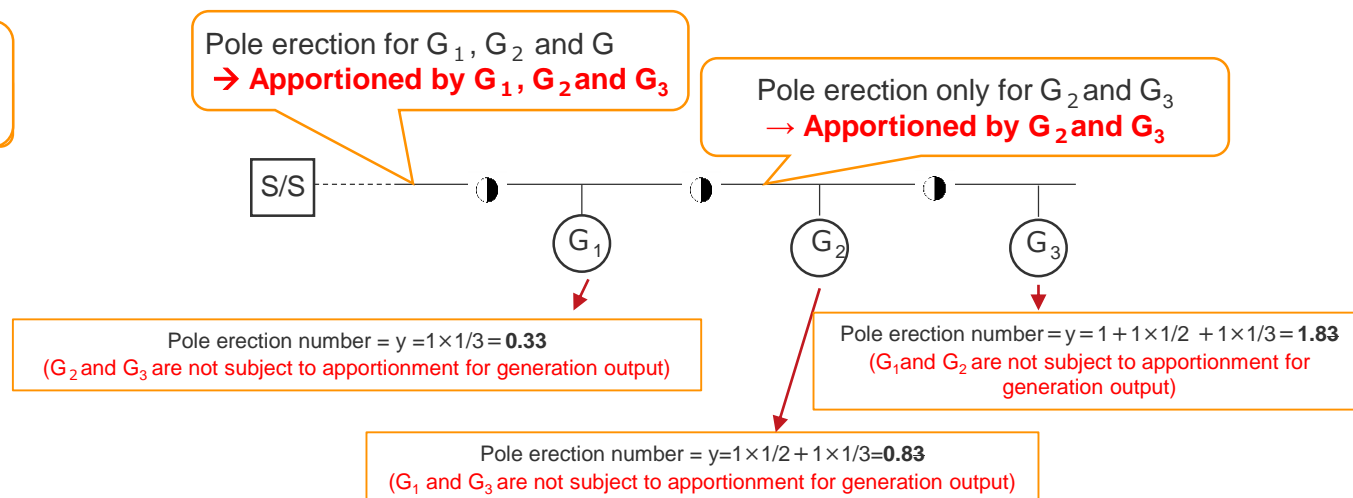 Pole erection for G₁, G₂ and G
→ Apportioned by G₁, G₂ and G₃
Pole erection only for G₂ and G₃
→ Apportioned by G₂ and G₃
S/S
G₁
G₂
G₃
Pole erection number = y =1×1/3= 0.33
(G₂ and G₃ are not subject to apportionment for generation output)
Pole erection number = y = 1 + 1×1/2 + 1×1/3 = 1.83
(G₁and G₂ are not subject to apportionment for
generation output)
Pole erection number = y=1×1/2+1×1/3=0.83
(G₁ and G₃ are not subject to apportionment for generation output)